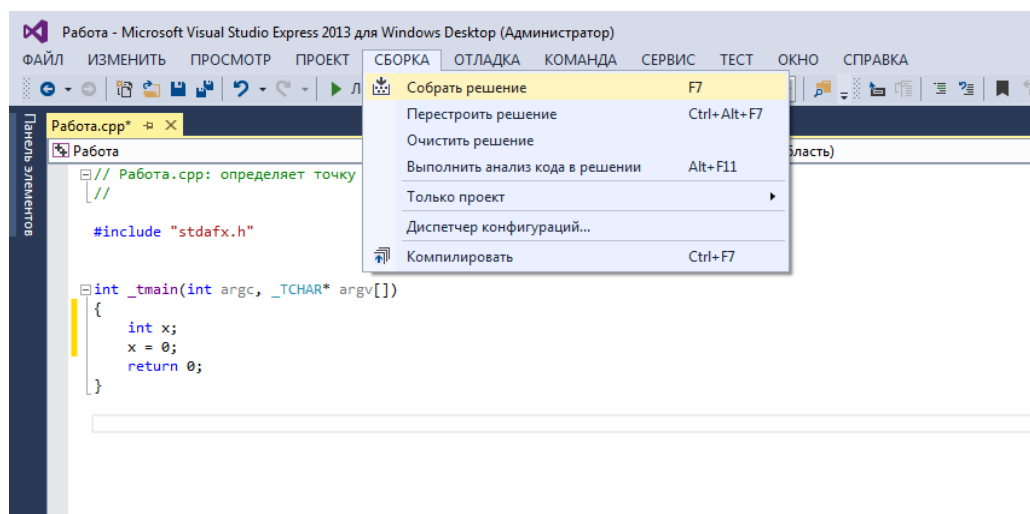 Работа - Microsoft Visual Studio Express 2013 для Windows Desktop (Администратор)
ФАЙЛ ИЗМЕНИТЬ ПРОСМОТР ПРОЕКТ СБОРКА ОТЛАДКА КОМАНДА СЕРВИС ТЕСТ ОКНО СПРАВКА
Собрать решение F7
Перестроить решение Ctrl+Alt+F7
Очистить решение
Выполнить анализ кода в решении Alt+F11
Только проект
Диспетчер конфигураций...
Компилировать Ctrl+F7
Панель элементов
Работа.cpp*
Работа
// Работа.cpp: определяет точку
//
#include "stdafx.h"
int _tmain(int argc, _TCHAR* argv[])
{
int x;
x = 0;
return 0;
}